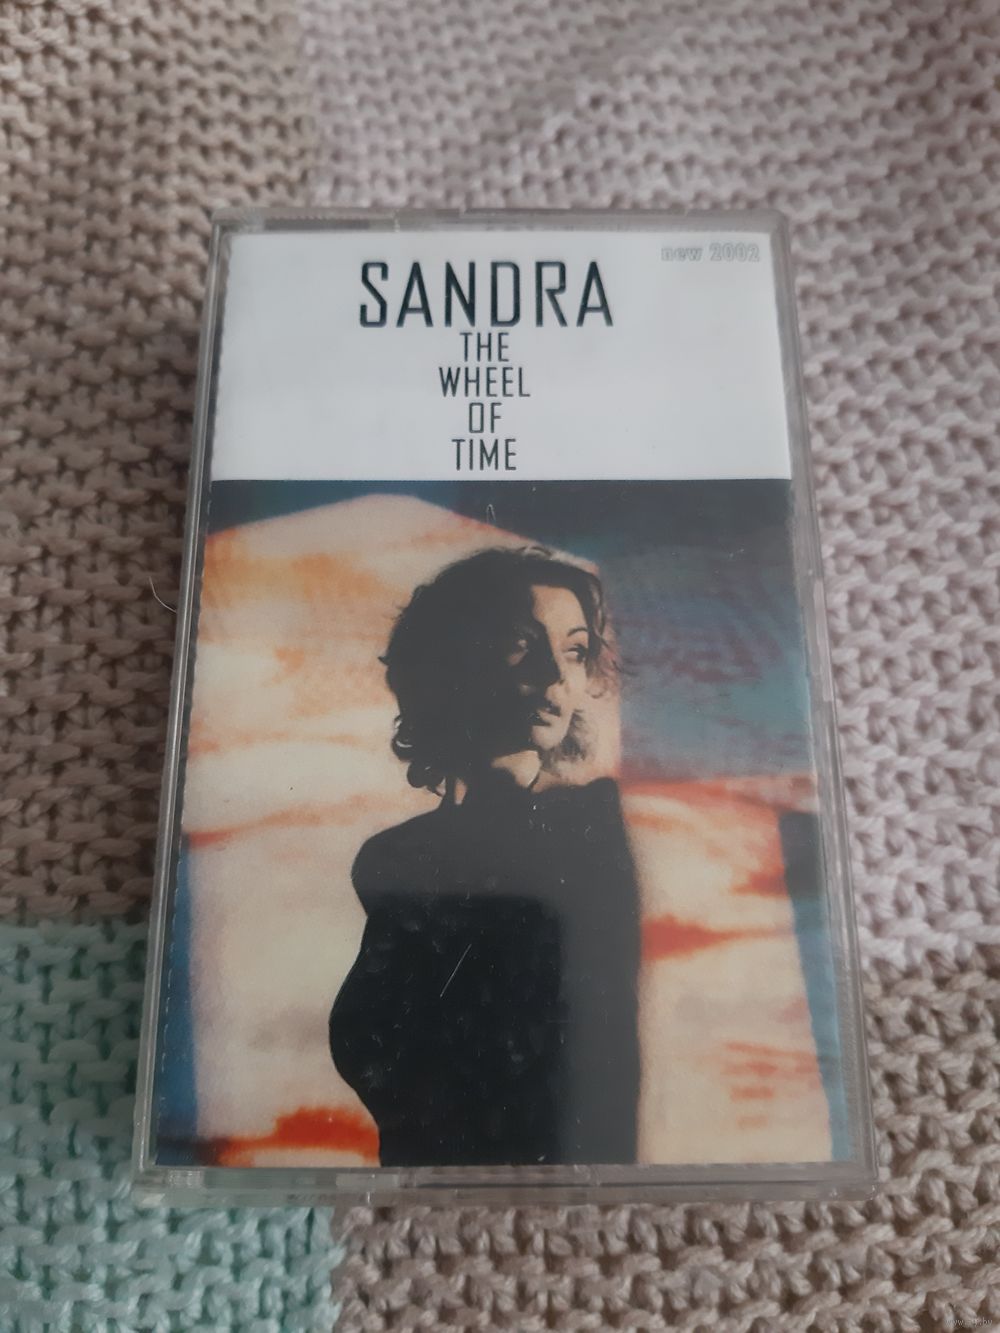 new 2002
SANDRA
THE
WHEEL
OF
TIME